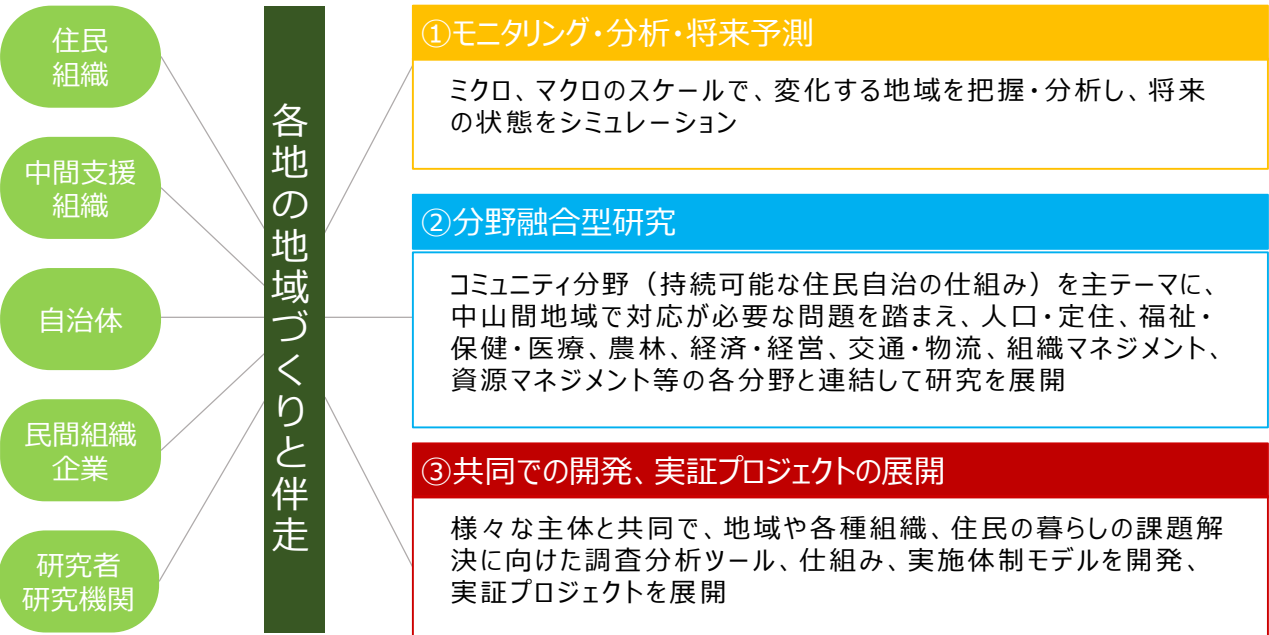 住民
組織
中間支援
組織
自治体
民間組織
企業
研究者
研究機関
各地の地域づくりと伴走
①モニタリング・分析・将来予測
ミクロ、マクロのスケールで、変化する地域を把握・分析し、将来
の状態をシミュレーション
②分野融合型研究
コミュニティ分野（持続可能な住民自治の仕組み）を主テーマに、
中山間地域で対応が必要な問題を踏まえ、人口・定住、福祉・
保健・医療、農林、経済・経営、交通・物流、組織マネジメント、
資源マネジメント等の各分野と連結して研究を展開
③共同での開発、実証プロジェクトの展開
様々な主体と共同で、地域や各種組織、住民の暮らしの課題解
決に向けた調査分析ツール、仕組み、実施体制モデルを開発、
実証プロジェクトを展開